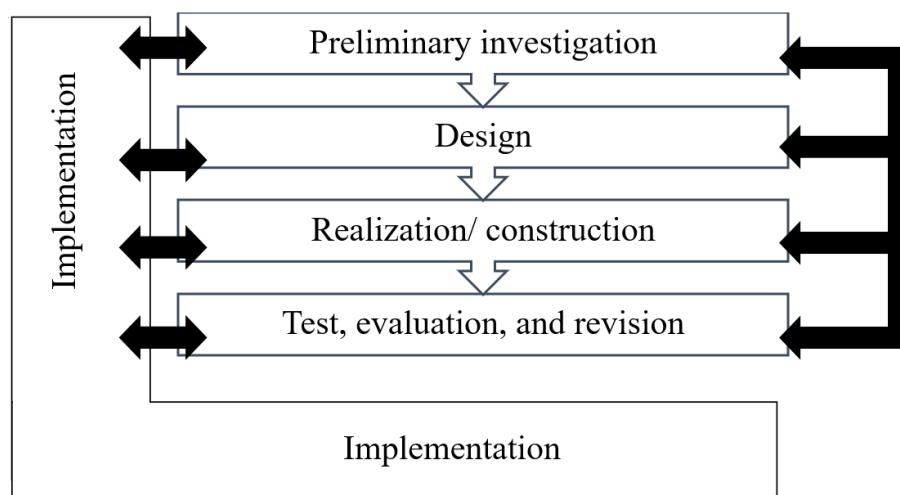 Implementation
Preliminary investigation
Design
Realization/ construction
Test, evaluation, and revision
Implementation